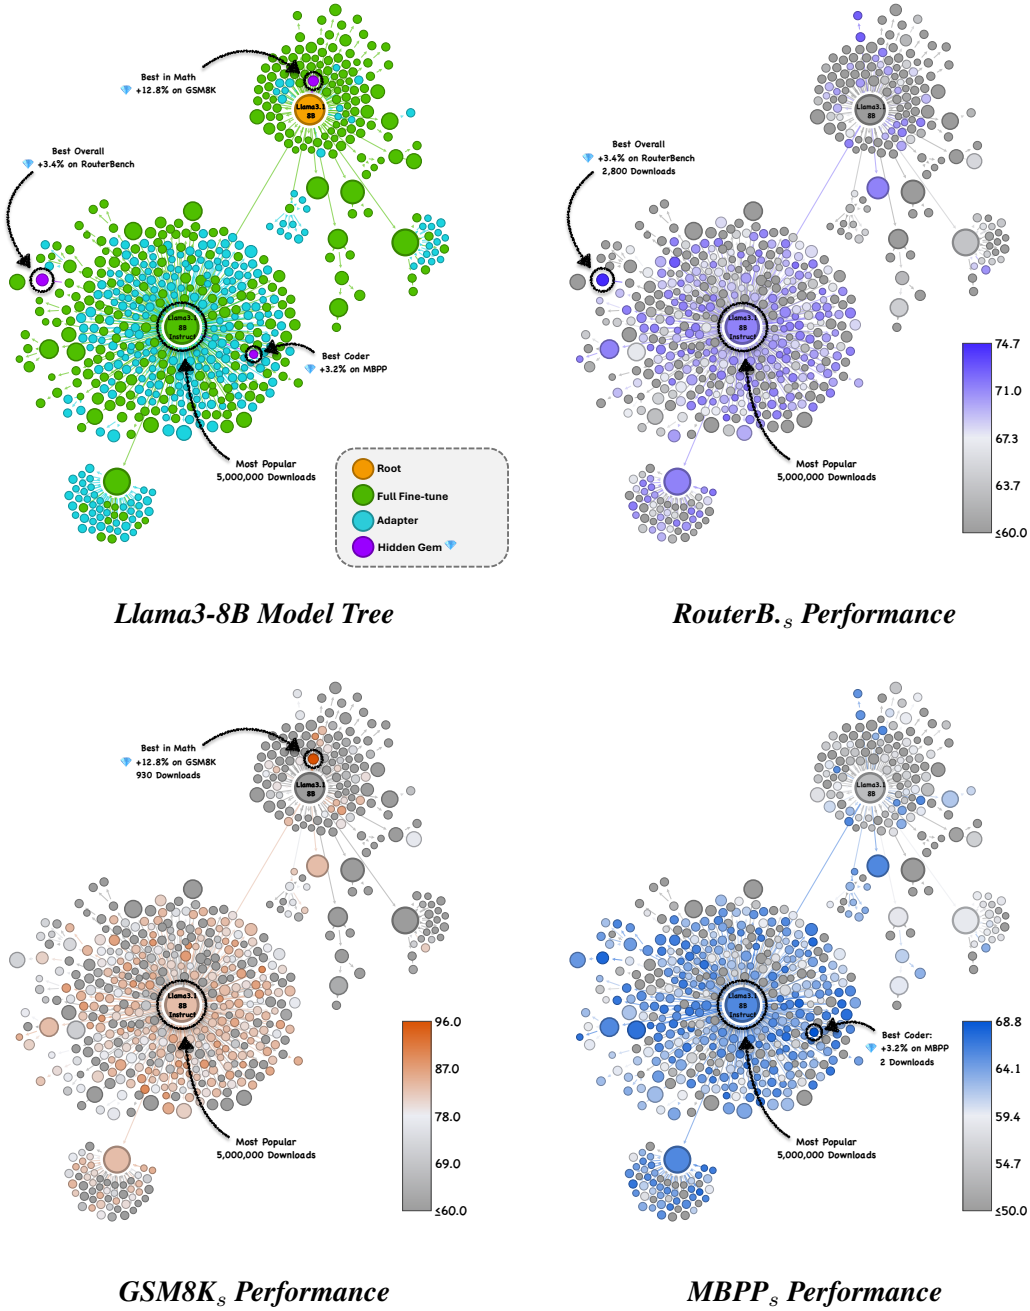 Best in Math
+12.8% on GSM8K
Llama3.1
8B
Best Overall
+3.4% on RouterBench
Llama3.1
8B
Instruct
Best Coder
+3.2% on MBPP
Most Popular
5,000,000 Downloads
Root
Full Fine-tune
Adapter
Hidden Gem
Llama3-8B Model Tree
Llama3.1
8B
Best Overall
+3.4% on RouterBench
2,800 Downloads
Llama3.1
8B
Instruct
Most Popular
5,000,000 Downloads
74.7
71.0
67.3
63.7
≤60.0
RouterB.s Performance
Best in Math
+12.8% on GSM8K
930 Downloads
Llama3.1
8B
Llama3.1
8B
Instruct
Most Popular
5,000,000 Downloads
96.0
87.0
78.0
69.0
≤60.0
GSM8Ks Performance
Llama3.1
8B
Llama3.1
8B
Instruct
Best Coder:
+3.2% on MBPP
2 Downloads
Most Popular
5,000,000 Downloads
68.8
64.1
59.4
54.7
≤50.0
MBPPs Performance